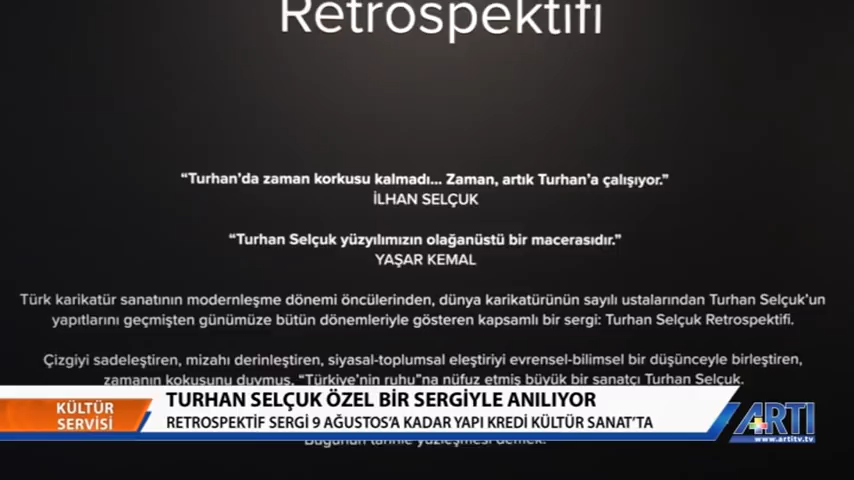 Retrospektifi
“Turhan’da zaman korkusu kalmadı... Zaman, artık Turhan’a çalışıyor.”
İLHAN SELÇUK
“Turhan Selçuk yüzyılımızın olağanüstü bir macerasıdır.”
YAŞAR KEMAL
Türk karikatür sanatının modernleşme dönemi öncülerinden, dünya karikatürünün sayılı ustalarından Turhan Selçuk’un
yapıtlarını geçmişten günümüze bütün dönemleriyle gösteren kapsamlı bir sergi: Turhan Selçuk Retrospektifi.
Çizgiyi sadeleştiren, mizahı derinleştiren, siyasal-toplumsal eleştiriyi evrensel-bilimsel bir düşünceyle birleştiren,
zamanın kokusunu duymuş, “Türkiye’nin ruhu”na nüfuz etmiş büyük bir sanatçı Turhan Selçuk.
KÜLTÜR
SERVİSİ
TURHAN SELÇUK ÖZEL BİR SERGİYLE ANILIYOR
RETROSPEKTİF SERGİ 9 AĞUSTOS’A KADAR YAPI KREDİ KÜLTÜR SANAT’TA
ARTI
www.artitv.tv
Bugünün tarihle yüzleşmesi demek.